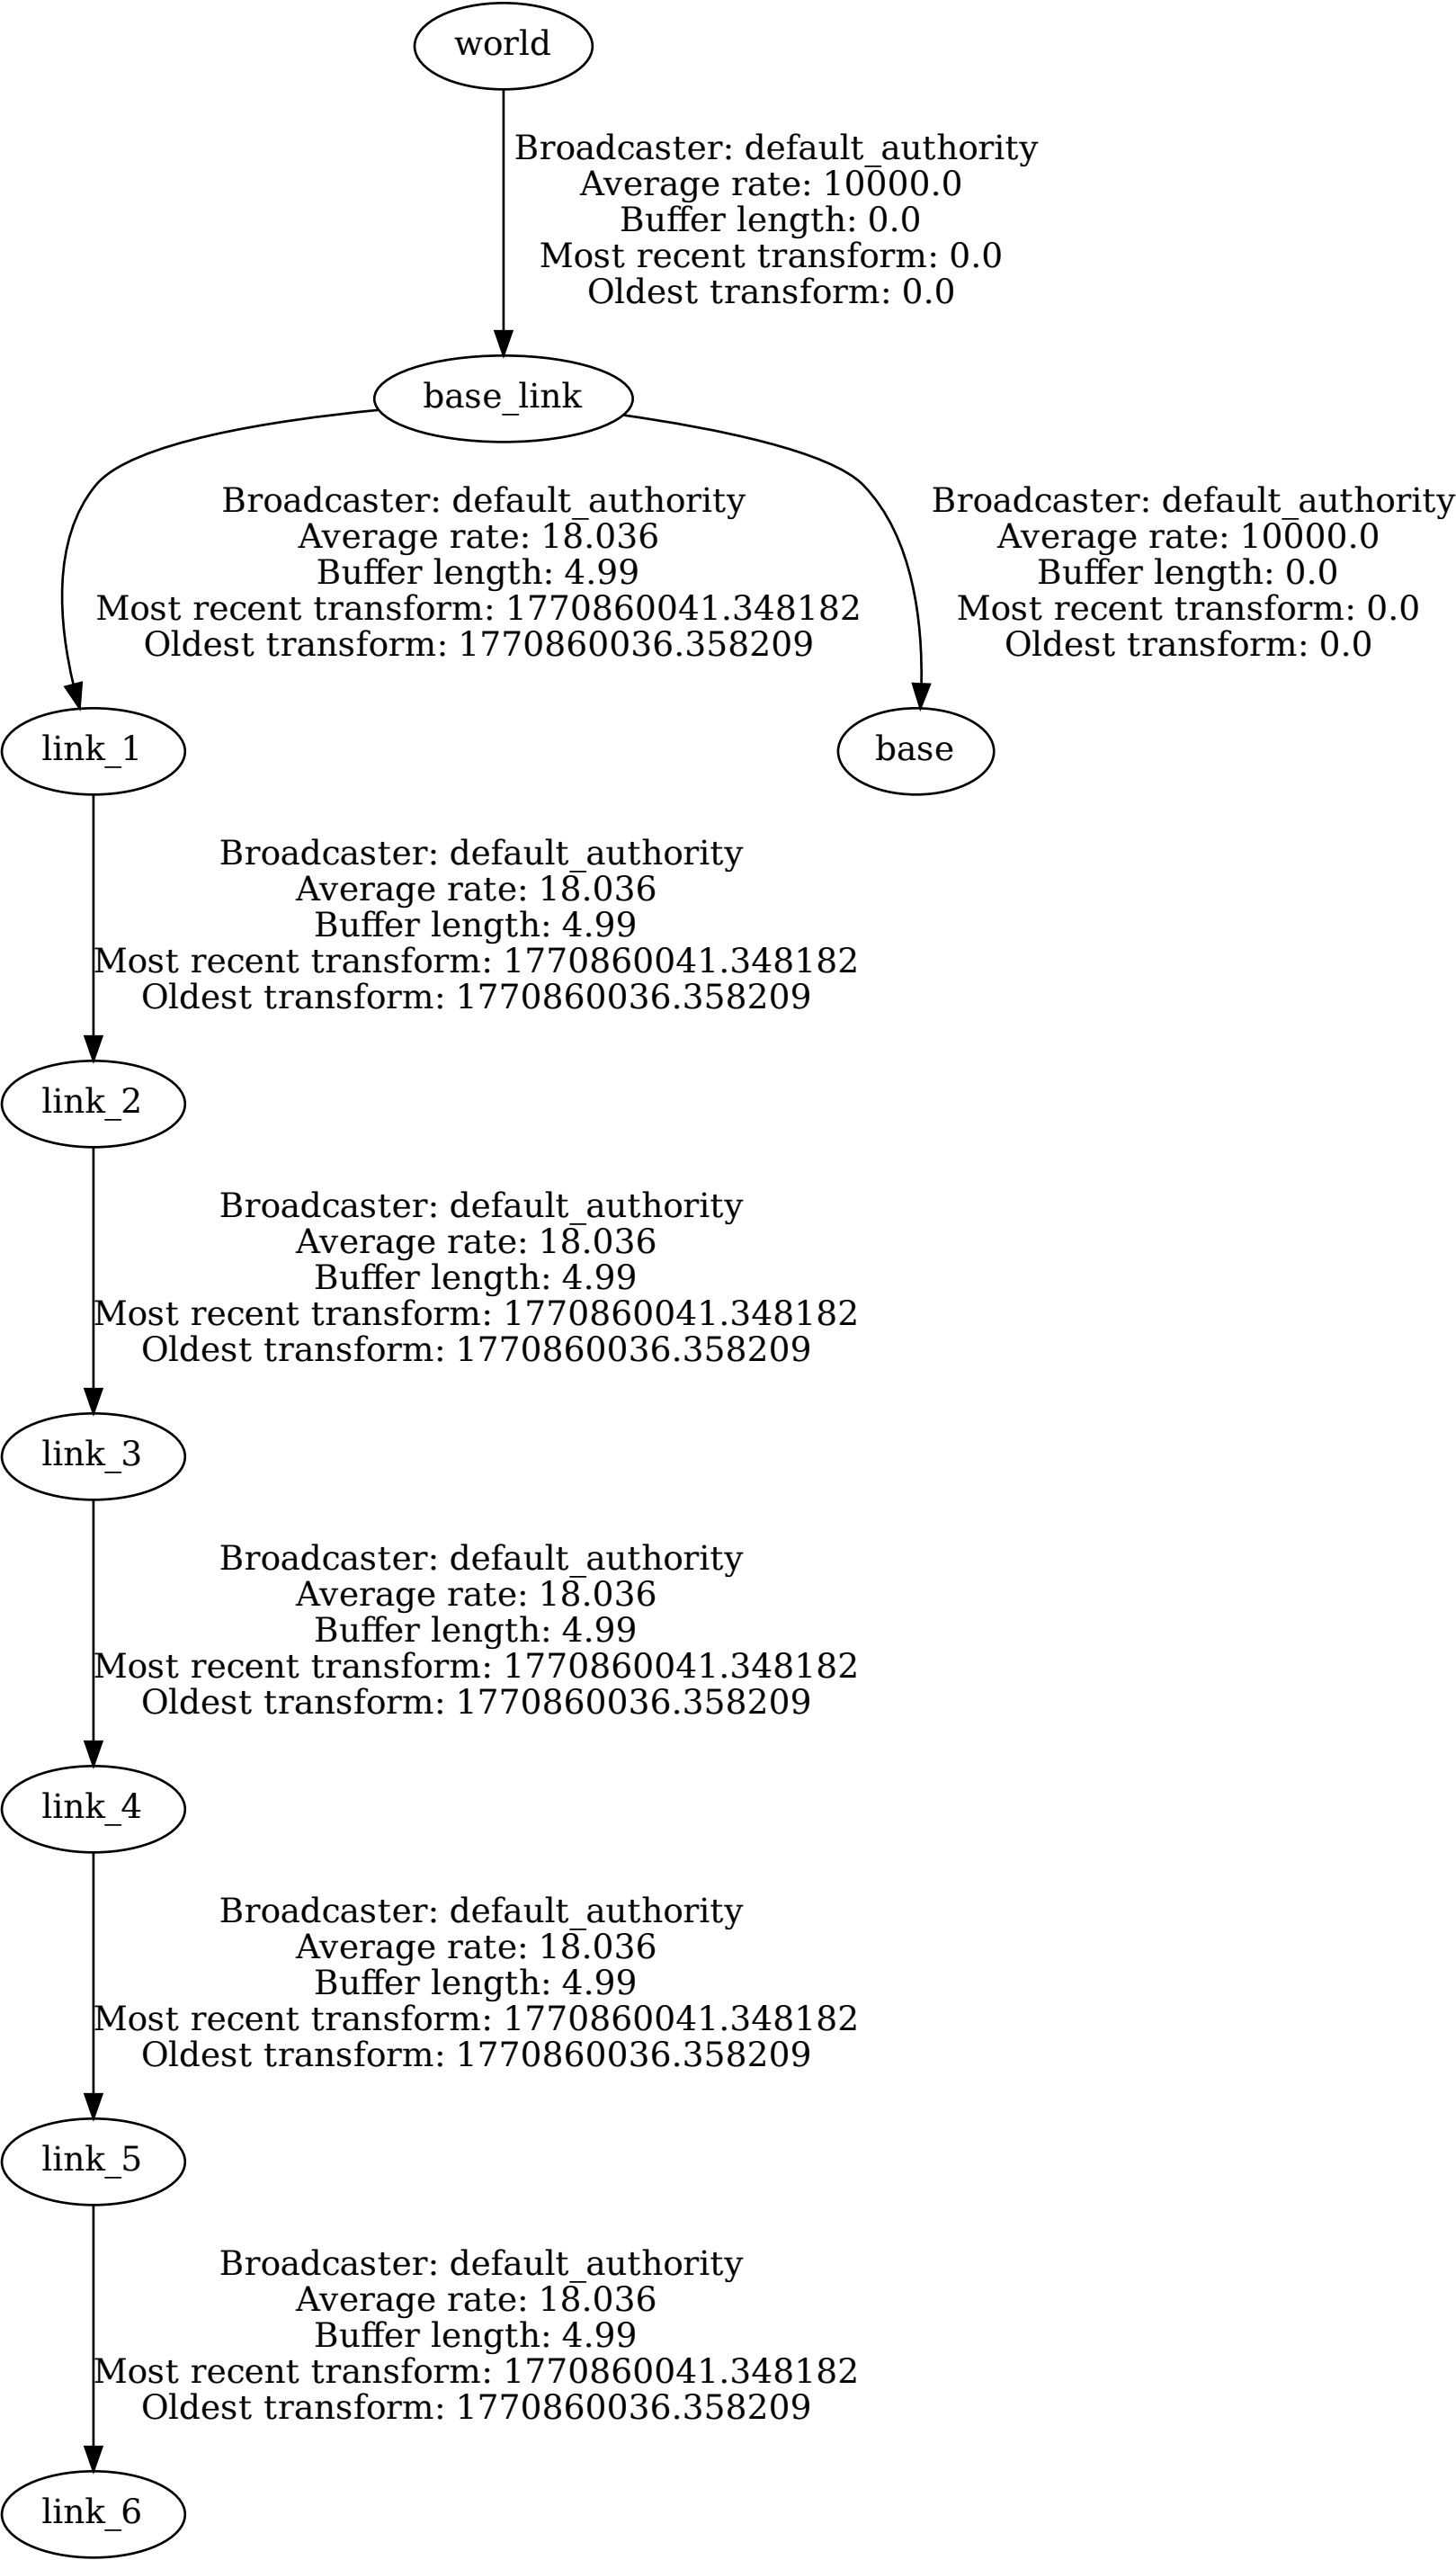 world
Broadcaster: default_authority
Average rate: 10000.0
Buffer length: 0.0
Most recent transform: 0.0
Oldest transform: 0.0
base_link
Broadcaster: default_authority
Average rate: 18.036
Buffer length: 4.99
Most recent transform: 1770860041.348182
Oldest transform: 1770860036.358209
Broadcaster: default_authority
Average rate: 10000.0
Buffer length: 0.0
Most recent transform: 0.0
Oldest transform: 0.0
link_1
base
Broadcaster: default_authority
Average rate: 18.036
Buffer length: 4.99
Most recent transform: 1770860041.348182
Oldest transform: 1770860036.358209
link_2
Broadcaster: default_authority
Average rate: 18.036
Buffer length: 4.99
Most recent transform: 1770860041.348182
Oldest transform: 1770860036.358209
link_3
Broadcaster: default_authority
Average rate: 18.036
Buffer length: 4.99
Most recent transform: 1770860041.348182
Oldest transform: 1770860036.358209
link_4
Broadcaster: default_authority
Average rate: 18.036
Buffer length: 4.99
Most recent transform: 1770860041.348182
Oldest transform: 1770860036.358209
link_5
Broadcaster: default_authority
Average rate: 18.036
Buffer length: 4.99
Most recent transform: 1770860041.348182
Oldest transform: 1770860036.358209
link_6